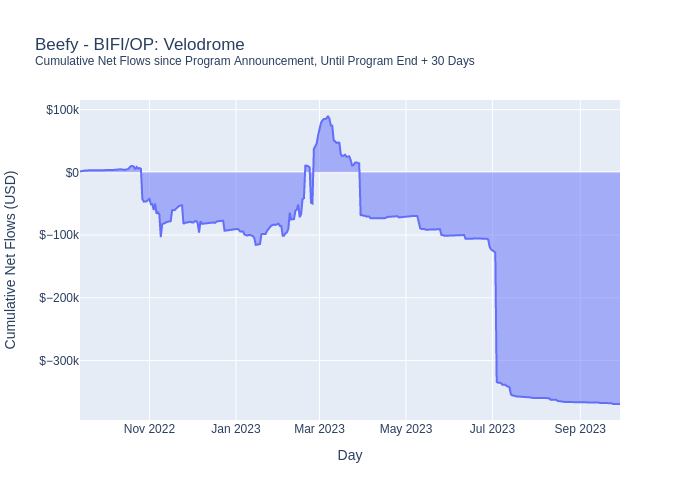 Beefy - BIFI/OP: Velodrome
Cumulative Net Flows since Program Announcement, Until Program End + 30 Days
$100k
$0
$−100k
$−200k
$−300k
Cumulative Net Flows (USD)
Nov 2022
Jan 2023
Mar 2023
May 2023
Jul 2023
Sep 2023
Day